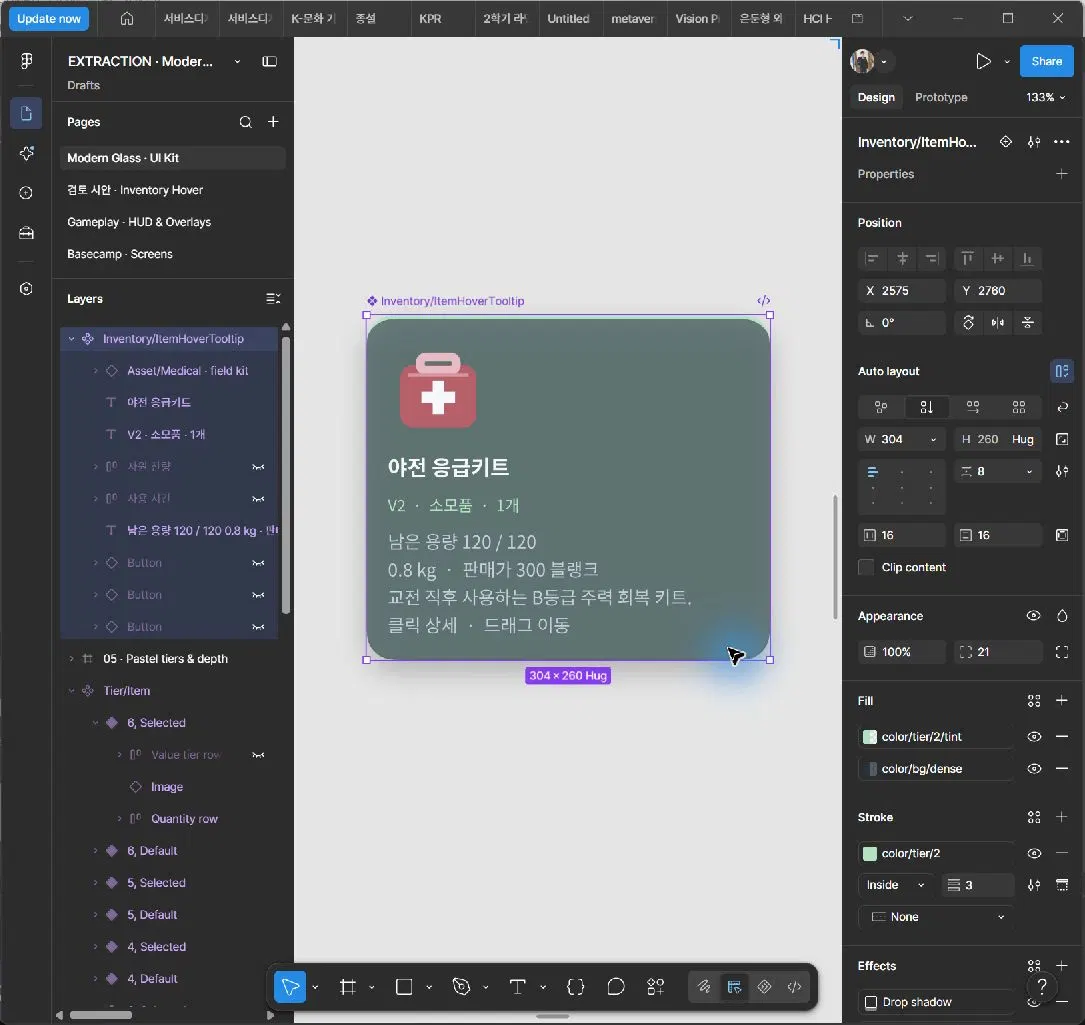 Update now
서비스디
서비스디
K-문화 기
종설
KPR
2학기 라
Untitled
metaver
Vision P
은둔형 외
HCI H
EXTRACTION · Moder...
Drafts
Pages
Modern Glass · UI Kit
검토 시안 · Inventory Hover
Gameplay · HUD & Overlays
Basecamp · Screens
Layers
Inventory/ItemHoverTooltip
Asset/Medical · field kit
야전 응급키트
V2 · 소모품 · 1개
자원 잔량
사용 시간
남은 용량 120 / 120 0.8 kg · 판매
Button
Button
Button
05 · Pastel tiers & depth
Tier/Item
6, Selected
Value tier row
Image
Quantity row
6, Default
5, Selected
5, Default
4, Selected
4, Default
Inventory/ItemHoverTooltip
야전 응급키트
V2 · 소모품 · 1개
남은 용량 120 / 120
0.8 kg · 판매가 300 블랭크
교전 직후 사용하는 B등급 주력 회복 키트.
클릭 상세 · 드래그 이동
304 × 260 Hug
Share
Design
Prototype
133%
Inventory/ItemHo...
Properties
Position
X 2575
Y 2760
0°
Auto layout
W 304
H 260 Hug
8
16
16
Clip content
Appearance
100%
21
Fill
color/tier/2/tint
color/bg/dense
Stroke
color/tier/2
Inside
3
None
Effects
Drop shadow
?